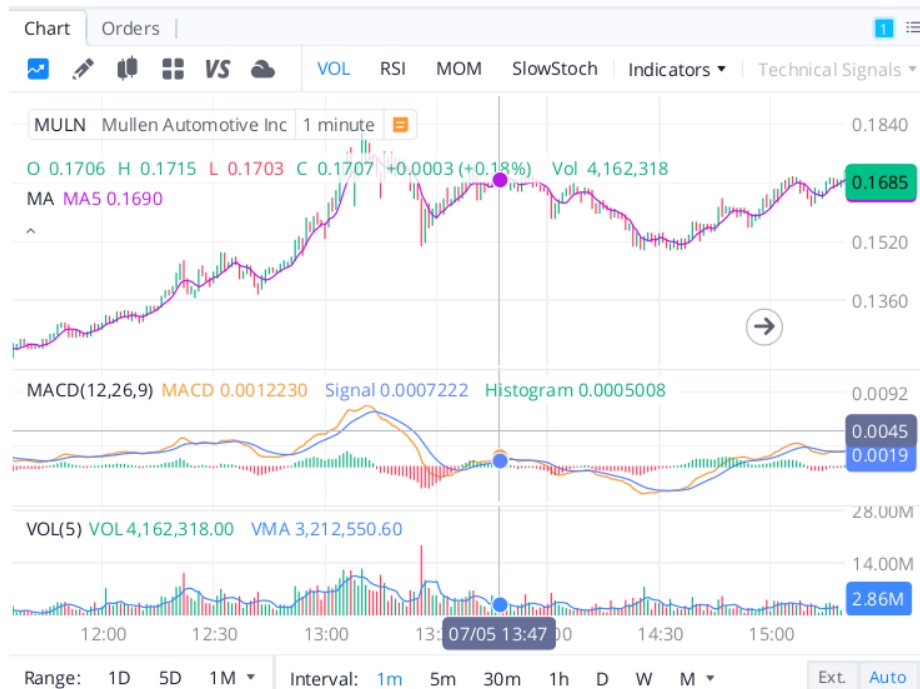 Chart Orders 1
VS VOL RSI MOM SlowStoch Indicators Technical Signals
MULN Mullen Automotive Inc 1 minute
0.1840
O 0.1706 H 0.1715 L 0.1703 C 0.1707 +0.0003 (+0.18%) Vol 4,162,318
0.1685
MA MA5 0.1690
0.1520
0.1360
MACD(12,26,9) MACD 0.0012230 Signal 0.0007222 Histogram 0.0005008
0.0092
0.0045
0.0019
28.00M
VOL(5) VOL 4,162,318.00 VMA 3,212,550.60
14.00M
2.86M
12:00 12:30 13:00 07/05 13:47 14:30 15:00
Range: 1D 5D 1M Interval: 1m 5m 30m 1h D W M Ext. Auto